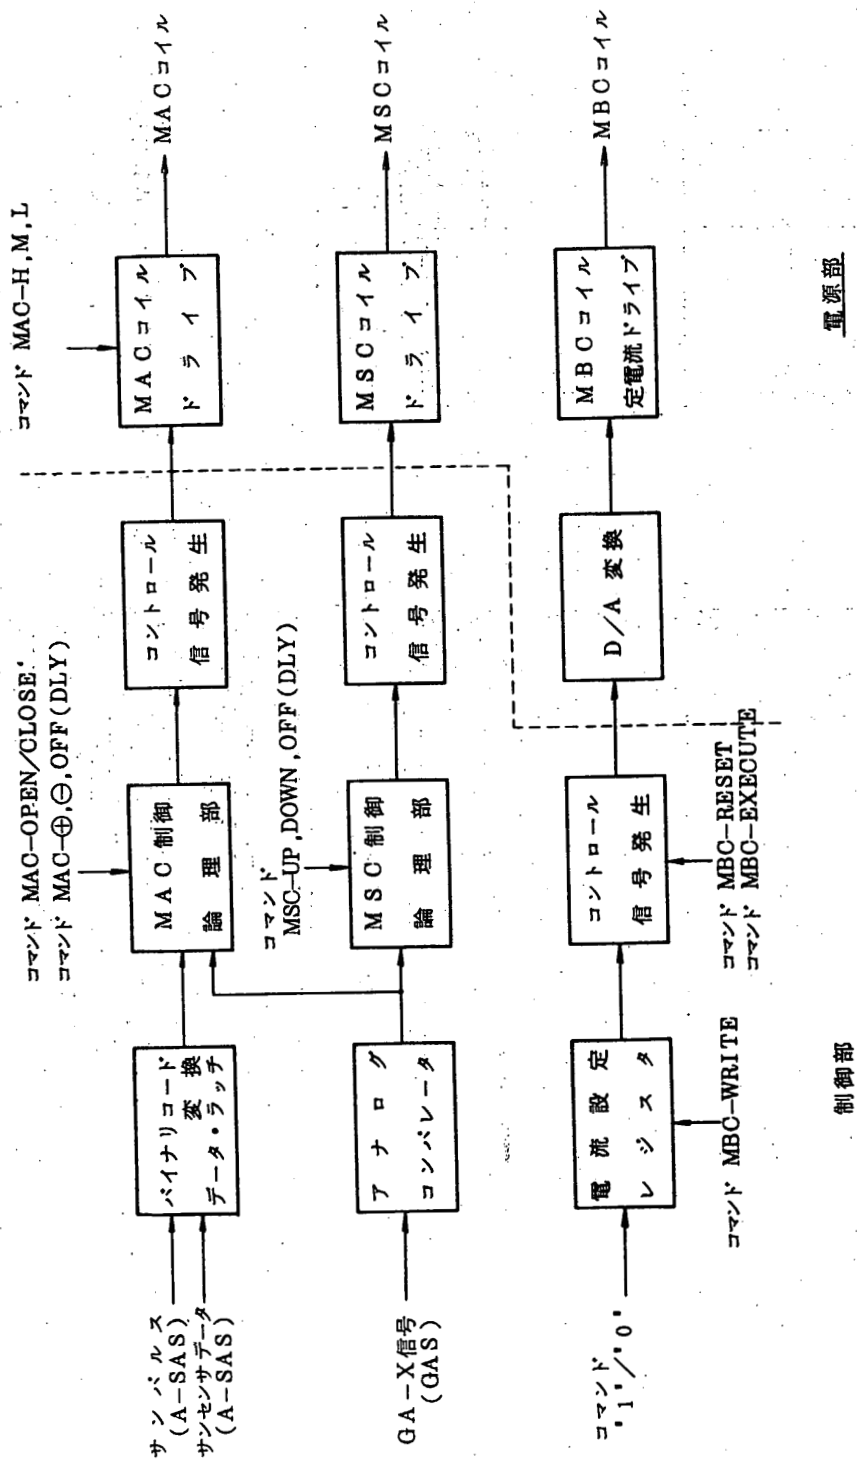 コマンド MAC-OPEN/CLOSE
コマンド MAC-⊕,⊖,OFF(DLY)
コマンド MAC-H,M,L
サンパルス
(A-SAS)
サンセンサデータ
(A-SAS)
バイナリコード
変換
データ・ラッチ
MAC制御
論理部
コントロール
信号発生
MACコイル
ドライブ
MACコイル
コマンド
MSC-UP,DOWN,OFF(DLY)
GA-X信号
(GAS)
アナログ
コンパレータ
MSC制御
論理部
コントロール
信号発生
MSCコイル
ドライブ
MSCコイル
コマンド
'1'/'0'
電流設定
レジスタ
コントロール
信号発生
D/A変換
MBCコイル
定電流ドライブ
MBCコイル
コマンド MBC-WRITE
コマンド MBC-RESET
コマンド MBC-EXECUTE
制御部
電源部